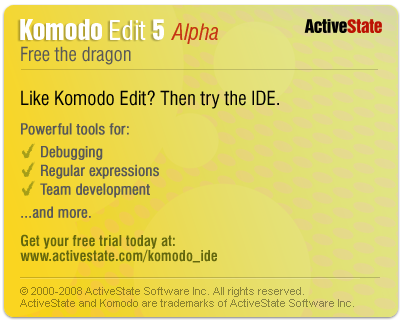 Komodo Edit 5 Alpha
ActiveState
Free the dragon
Like Komodo Edit? Then try the IDE.
Powerful tools for:
Debugging
Regular expressions
Team development
...and more.
Get your free trial today at:
www.activestate.com/komodo_ide
© 2000-2008 ActiveState Software Inc. All rights reserved.
ActiveState and Komodo are trademarks of ActiveState Software Inc.